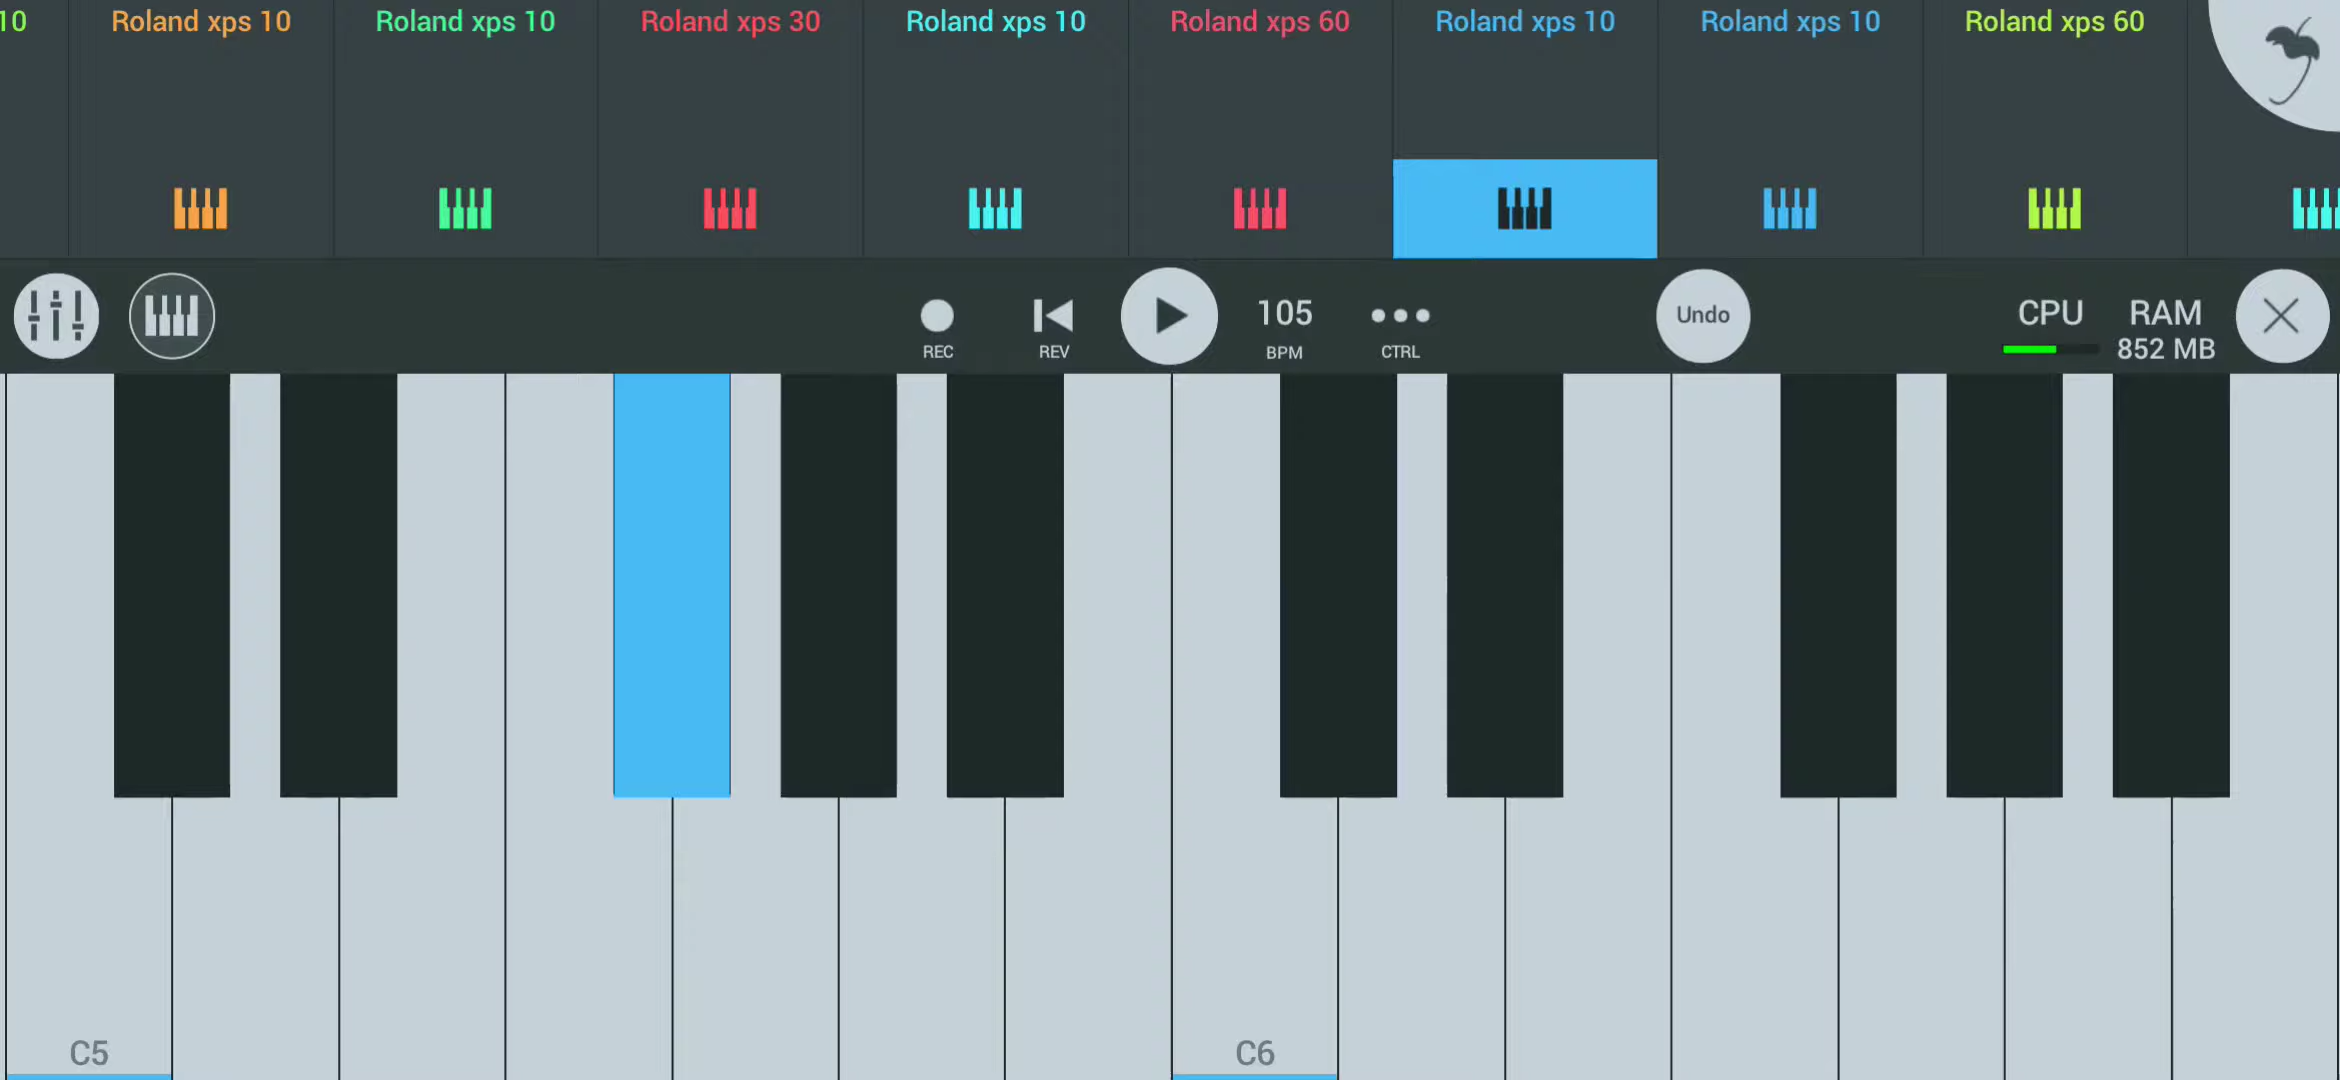 10 Roland xps 10 Roland xps 10 Roland xps 30 Roland xps 10 Roland xps 60 Roland xps 10 Roland xps 10 Roland xps 60
105 Undo CPU RAM
REC REV BPM CTRL 852 MB
C5 C6